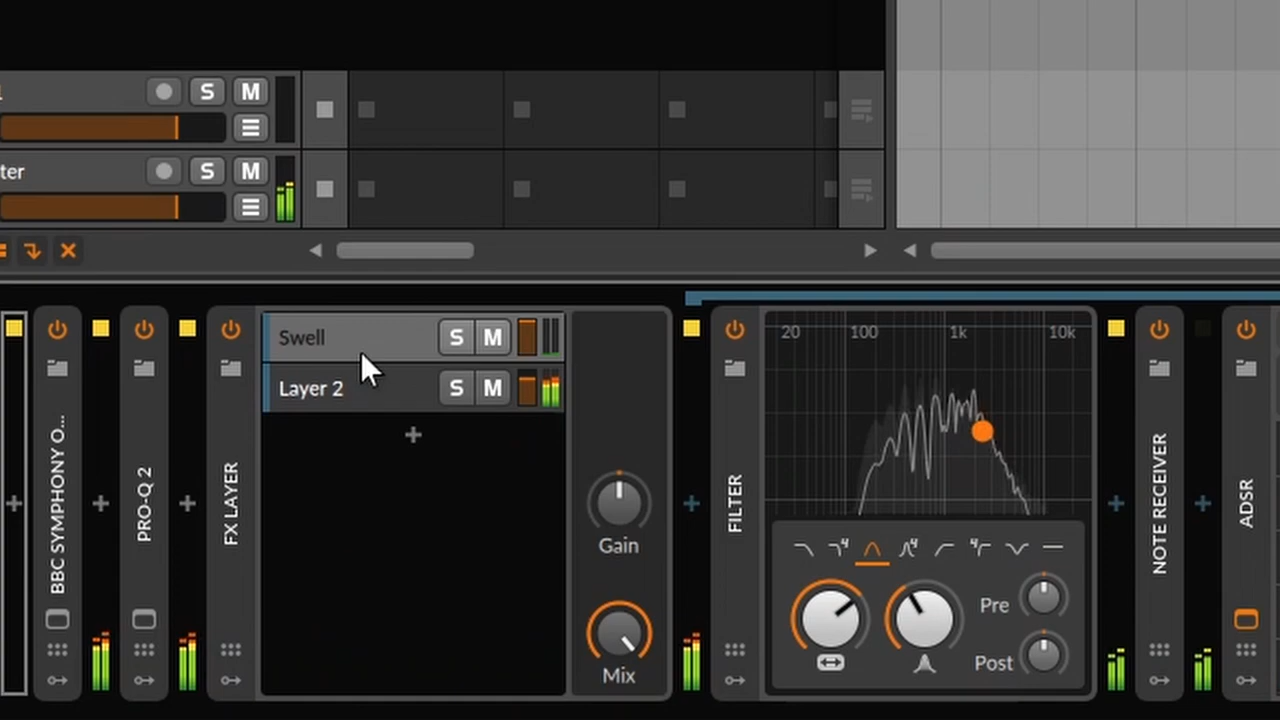 S M
ter S M
Swell S M
Layer 2 S M
Gain
Mix
BBC SYMPHONY O...
PRO-Q 2
FX LAYER
FILTER
20 100 1k 10k
Pre
Post
NOTE RECEIVER
ADSR